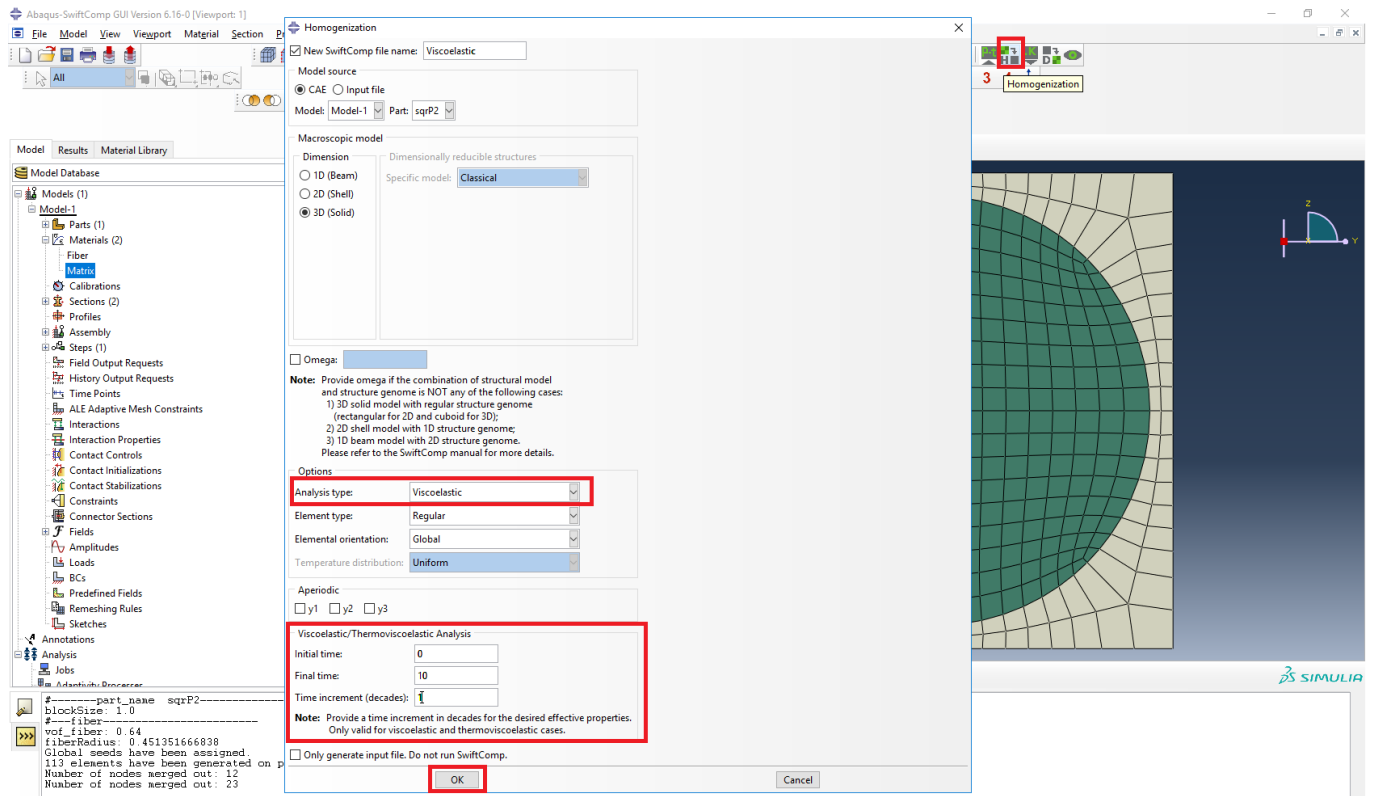 Abaqus-SwiftComp GUI Version 6.16-0 [Viewport: 1]
File Model View Viewport Material Section
All
Model Results Material Library
Model Database
Models (1)
Model-1
Parts (1)
Materials (2)
Fiber
Matrix
Calibrations
Sections (2)
Profiles
Assembly
Steps (1)
Field Output Requests
History Output Requests
Time Points
ALE Adaptive Mesh Constraints
Interactions
Interaction Properties
Contact Controls
Contact Initializations
Contact Stabilizations
Constraints
Connector Sections
Fields
Amplitudes
Loads
BCs
Predefined Fields
Remeshing Rules
Sketches
Annotations
Analysis
Jobs
Adaptivity Processes
#-------part_name sqrP2--------------
blockSize: 1.0
#---fiber-------------------------
vof_fiber: 0.64
fiberRadius: 0.451351666838
Global seeds have been assigned.
113 elements have been generated on p
Number of nodes merged out: 12
Number of nodes merged out: 23
Homogenization
New SwiftComp file name: Viscoelastic
Model source
CAE Input file
Model: Model-1 Part: sqrP2
Macroscopic model
Dimension
1D (Beam)
2D (Shell)
3D (Solid)
Dimensionally reducible structures
Specific model: Classical
Omega:
Note: Provide omega if the combination of structural model
and structure genome is NOT any of the following cases:
1) 3D solid model with regular structure genome
(rectangular for 2D and cuboid for 3D);
2) 2D shell model with 1D structure genome;
3) 1D beam model with 2D structure genome.
Please refer to the SwiftComp manual for more details.
Options
Analysis type: Viscoelastic
Element type: Regular
Elemental orientation: Global
Temperature distribution: Uniform
Aperiodic
y1 y2 y3
Viscoelastic/Thermoviscoelastic Analysis
Initial time: 0
Final time: 10
Time increment (decades): 1
Note: Provide a time increment in decades for the desired effective properties.
Only valid for viscoelastic and thermoviscoelastic cases.
Only generate input file. Do not run SwiftComp.
OK Cancel
H K D
3
Homogenization
Z
Y
SIMULIA